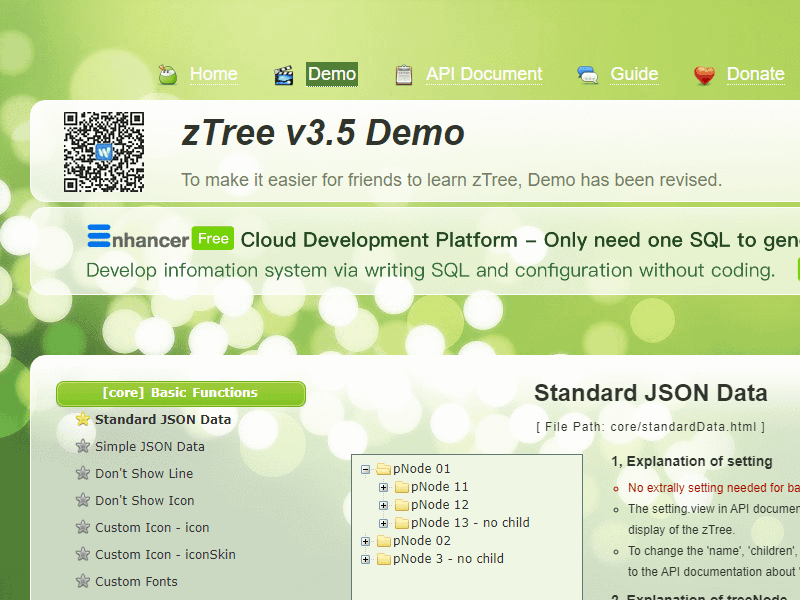 Home Demo API Document Guide Donate
zTree v3.5 Demo
To make it easier for friends to learn zTree, Demo has been revised.
Enhancer Free Cloud Development Platform – Only need one SQL to
Develop infomation system via writing SQL and configuration without coding.
[core] Basic Functions
Standard JSON Data
Simple JSON Data
Don't Show Line
Don't Show Icon
Custom Icon - icon
Custom Icon - iconSkin
Custom Fonts
Standard JSON Data
[ File Path: core/standardData.html ]
pNode 01
pNode 11
pNode 12
pNode 13 - no child
pNode 02
pNode 3 - no child
1, Explanation of setting
No extrally setting needed for
The setting.view in API
display of the zTree.
To change the 'name', 'children',
to the API documentation about
2, Explanation of treeNode